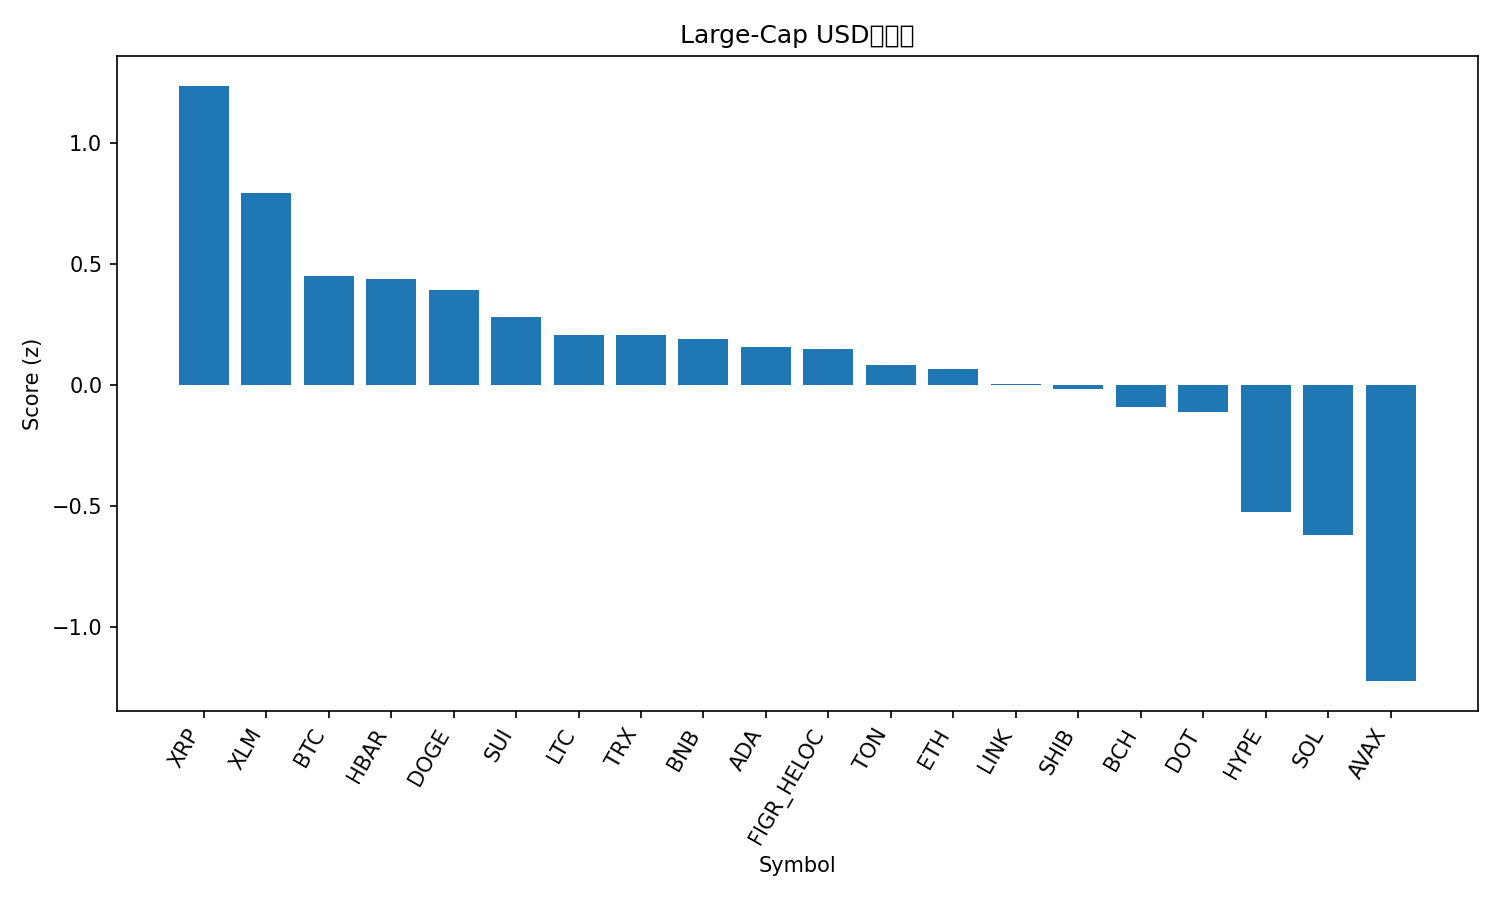 Large-Cap USD
Score (z)
1.0
0.5
0.0
−0.5
−1.0
XRP
XLM
BTC
HBAR
DOGE
SUI
LTC
TRX
BNB
ADA
FIGR_HELOC
TON
ETH
LINK
SHIB
BCH
DOT
HYPE
SOL
AVAX
Symbol